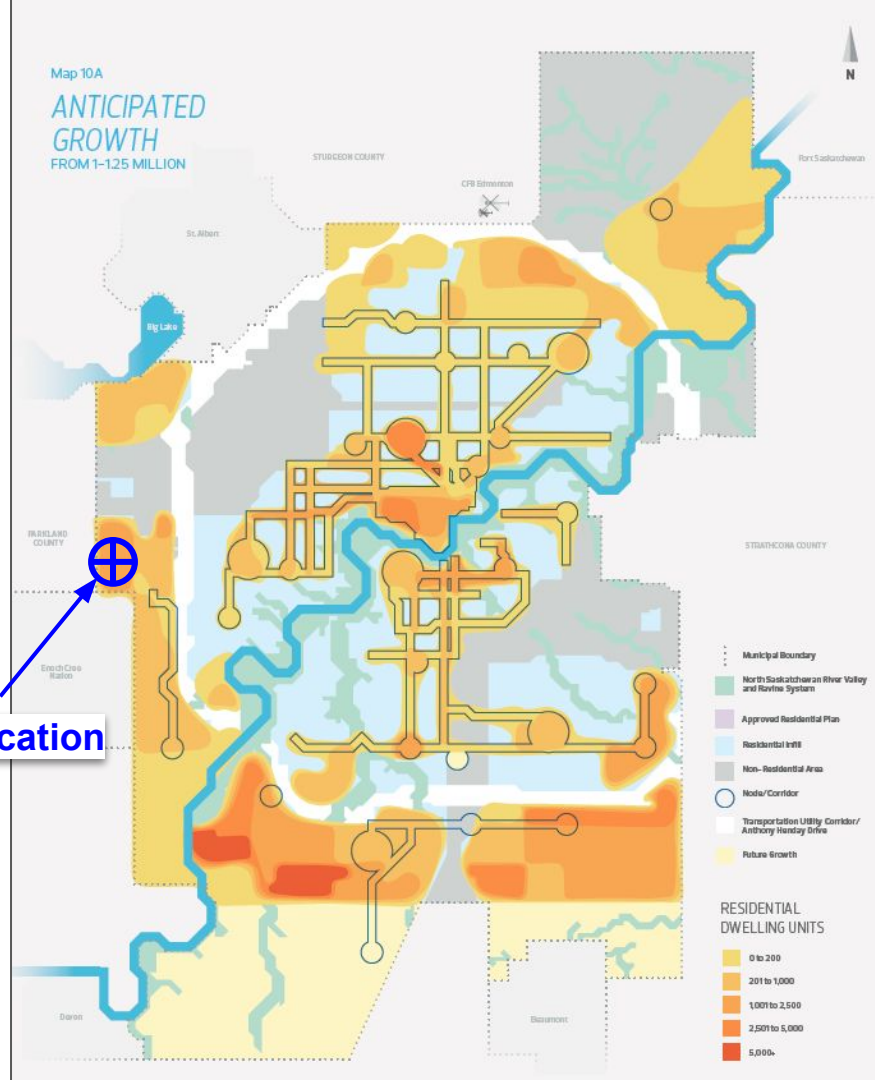 Map 10A
ANTICIPATED
GROWTH
FROM 1-1.25 MILLION
N
STURGEON COUNTY
Fort Saskatchewan
CFB Edmonton
St. Albert
Big Lake
PARKLAND
COUNTY
STRATHCONA COUNTY
Enoch Cree
Nation
cation
Devon
Beaumont
Municipal Boundary
North Saskatchewan River Valley
and Ravine System
Approved Residential Plan
Residential Infill
Non-Residential Area
Node/Corridor
Transportation Utility Corridor/
Anthony Henday Drive
Future Growth
RESIDENTIAL
DWELLING UNITS
0 to 200
201 to 1,000
1,001 to 2,500
2,501 to 5,000
5,000+